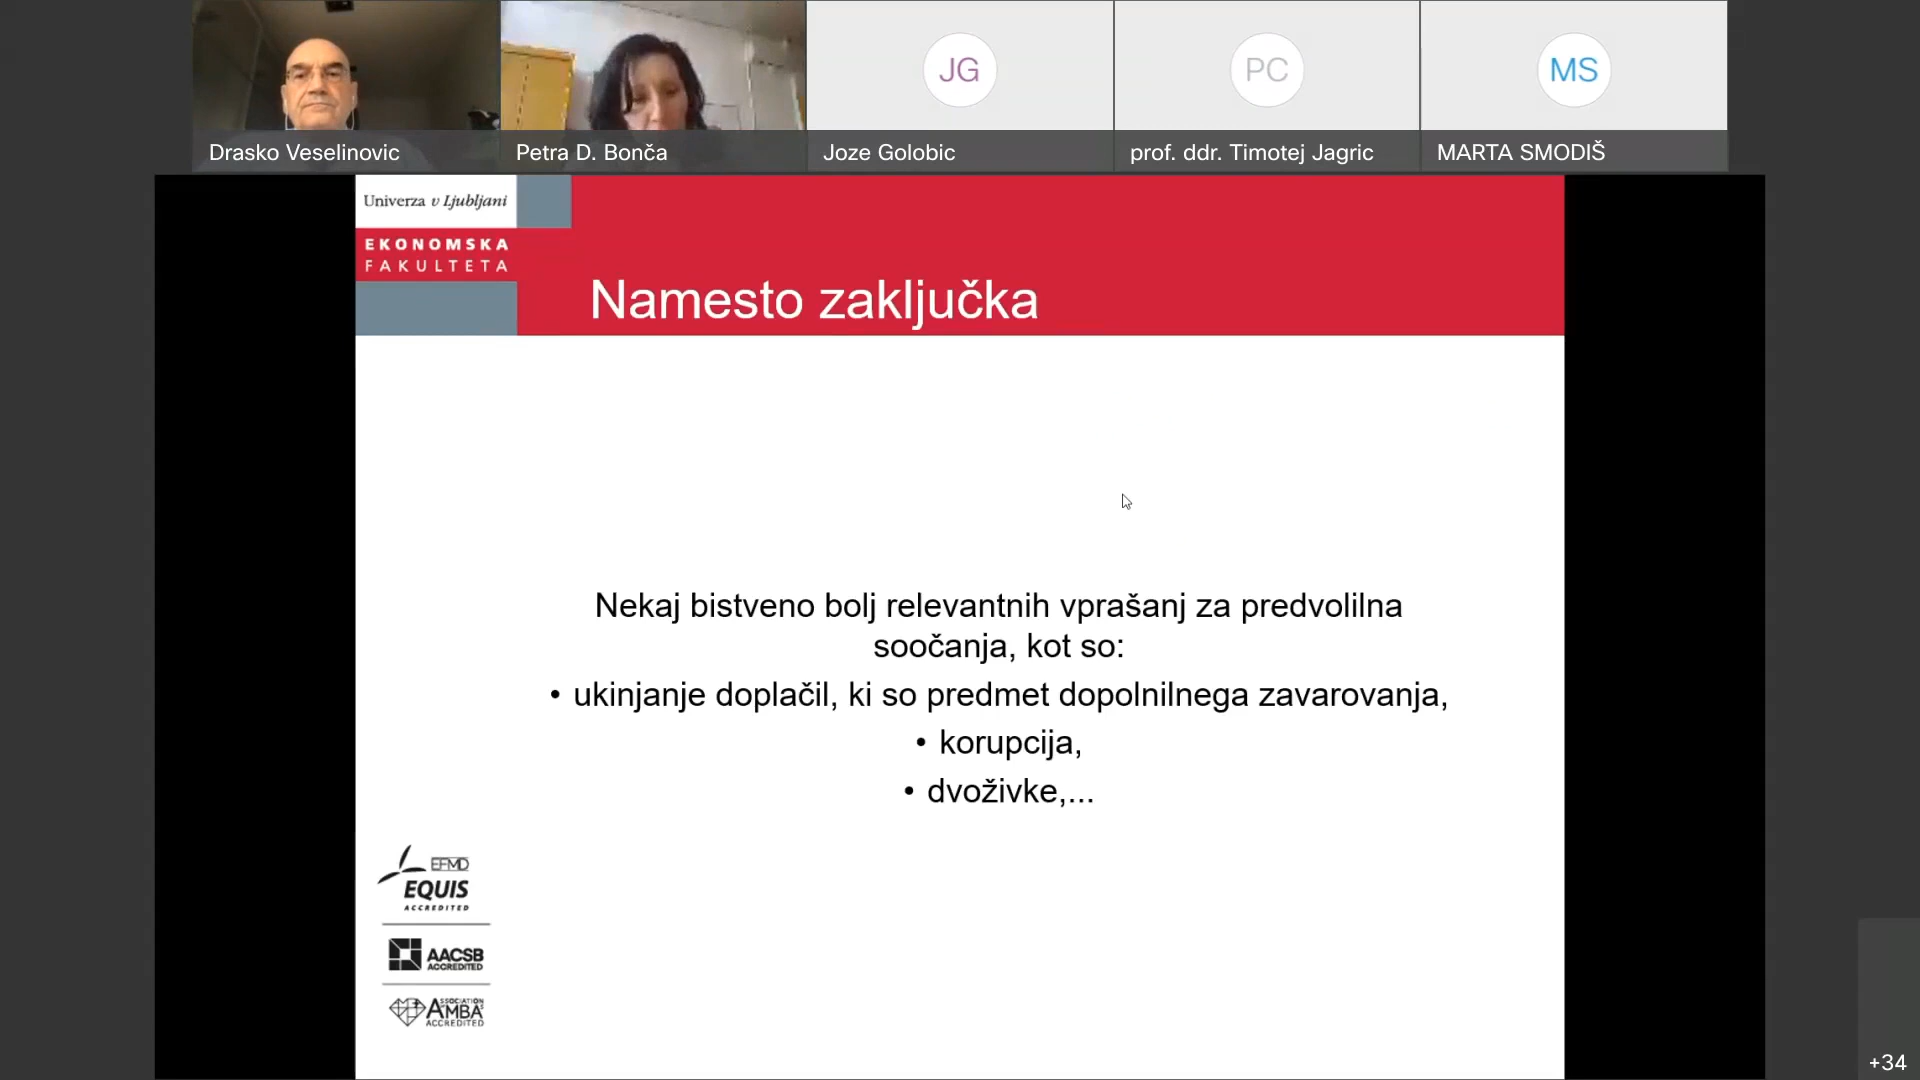 JG
PC
MS
Drasko Veselinovic
Petra D. Bonča
Joze Golobic
prof. ddr. Timotej Jagric
MARTA SMODIŠ
Univerza v Ljubljani
EKONOMSKA
FAKULTETA
Namesto zaključka
Nekaj bistveno bolj relevantnih vprašanj za predvolilna
soočanja, kot so:
• ukinjanje doplačil, ki so predmet dopolnilnega zavarovanja,
• korupcija,
• dvoživke,...
EFMD
EQUIS
ACCREDITED
AACSB
ACCREDITED
ASSOCIATION
AMBA
ACCREDITED
+34